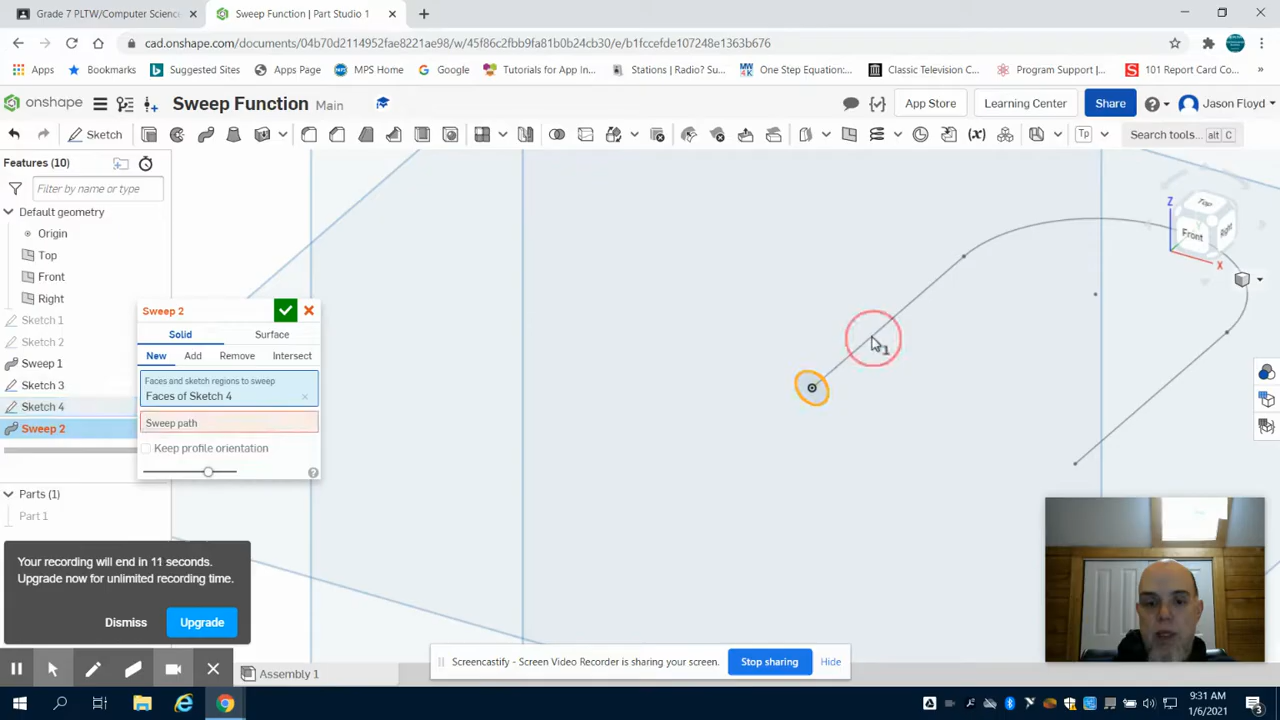 Grade 7 PLTW/Computer Science
Sweep Function | Part Studio 1
cad.onshape.com/documents/04b70d2114952fae8221ae98/w/45f86c2fbb9fa81b0b24cb30/e/b1fccefde107248e1363b676
Apps Bookmarks Suggested Sites Apps Page MPS Home Google Tutorials for App In... Stations | Radio? Su... One Step Equation:... Classic Television C... Program Support |... 101 Report Card Co...
onshape Sweep Function Main App Store Learning Center Share Jason Floyd
Sketch Tp Search tools... alt C
Features (10)
Filter by name or type
Default geometry
Origin
Top
Front
Right
Sketch 1
Sketch 2
Sweep 1
Sketch 3
Sketch 4
Sweep 2
Parts (1)
Part 1
Sweep 2
Solid Surface
New Add Remove Intersect
Faces and sketch regions to sweep
Faces of Sketch 4
Sweep path
Keep profile orientation
1
Z
Top
Front
Right
X
Your recording will end in 11 seconds.
Upgrade now for unlimited recording time.
Dismiss Upgrade
Assembly 1
Screencastify - Screen Video Recorder is sharing your screen. Stop sharing Hide
9:31 AM
1/6/2021
3